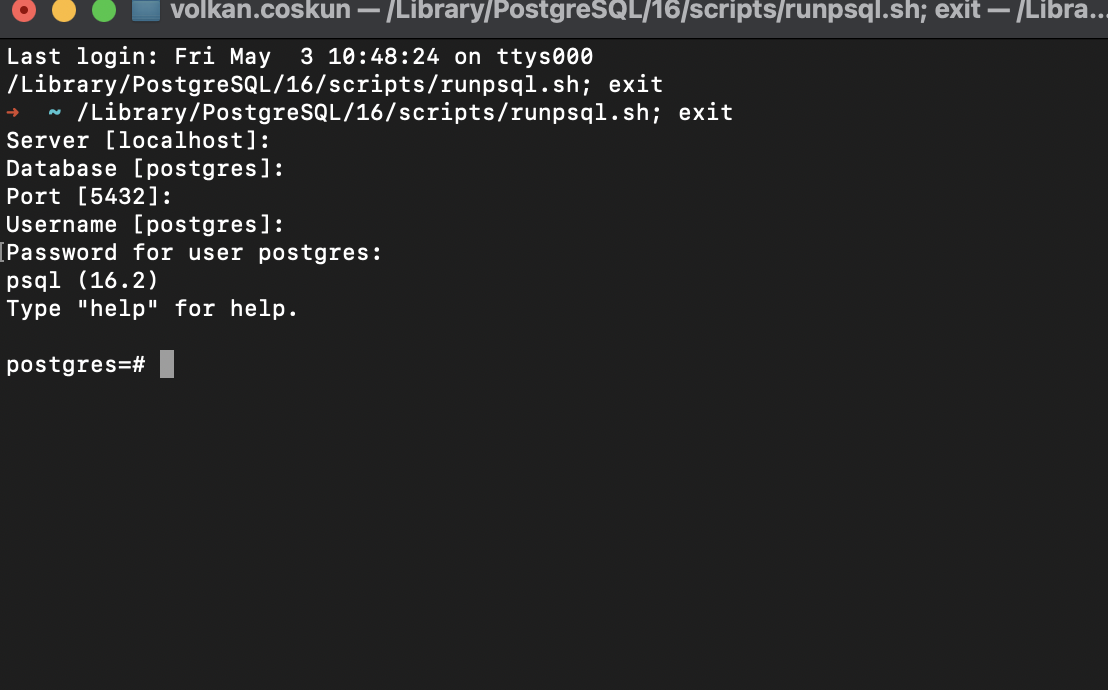 volkan.coskun — /Library/PostgreSQL/16/scripts/runpsql.sh; exit — /Libra...
Last login: Fri May  3 10:48:24 on ttys000
/Library/PostgreSQL/16/scripts/runpsql.sh; exit
➜  ~ /Library/PostgreSQL/16/scripts/runpsql.sh; exit
Server [localhost]:
Database [postgres]:
Port [5432]:
Username [postgres]:
Password for user postgres:
psql (16.2)
Type "help" for help.
postgres=#